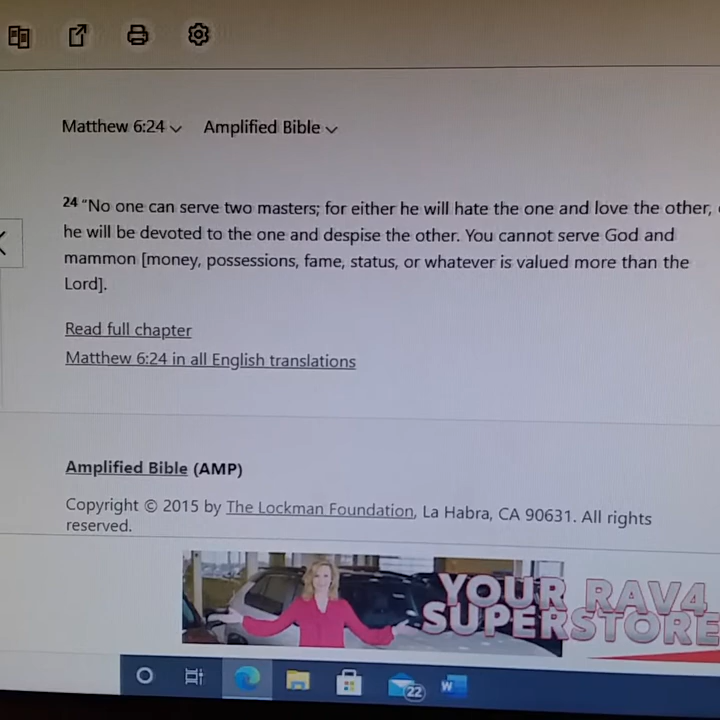 Matthew 6:24 Amplified Bible
24 "No one can serve two masters; for either he will hate the one and love the other,
he will be devoted to the one and despise the other. You cannot serve God and
mammon [money, possessions, fame, status, or whatever is valued more than the
Lord].
Read full chapter
Matthew 6:24 in all English translations
Amplified Bible (AMP)
Copyright © 2015 by The Lockman Foundation, La Habra, CA 90631. All rights
reserved.
YOUR RAV4
SUPERSTORE
22
W